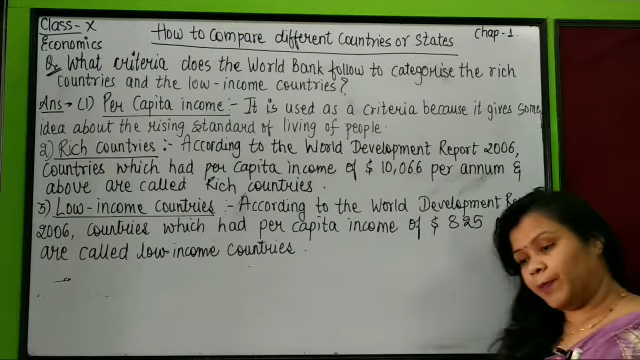 Class-X
Economics
How to Compare different Countries or States
Chap-1.
Q. What criteria does the World Bank follow to categorise the rich
countries and the low-income countries?
Ans → (1) Per Capita income :- It is used as a criteria because it gives some
idea about the rising standard of living of people.
2) Rich countries :- According to the World Development Report 2006,
Countries which had per capita income of $ 10,066 per annum &
above are called Rich countries.
3) Low-income countries :- According to the World Development Re
2006, countries which had per capita income of $ 825
are called low-income countries.